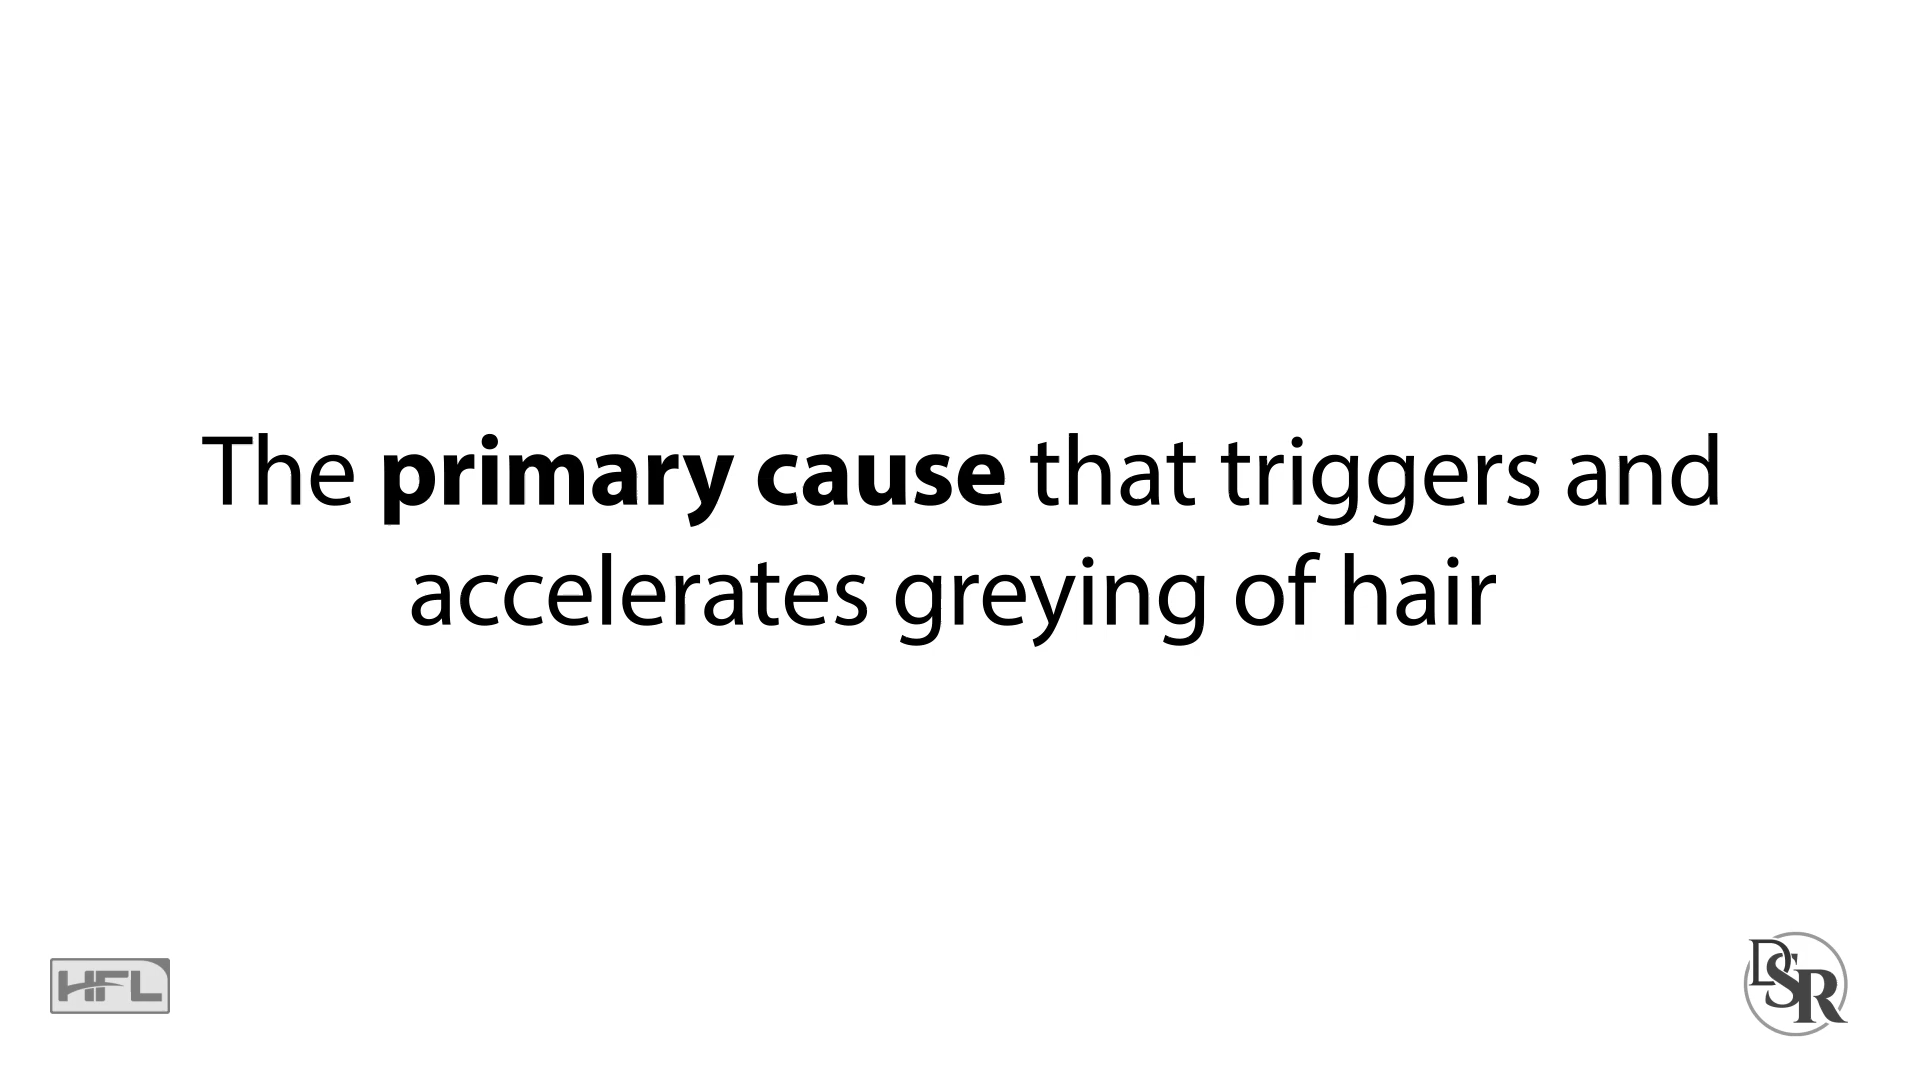 The primary cause that triggers and
accelerates greying of hair
HFL
DSR